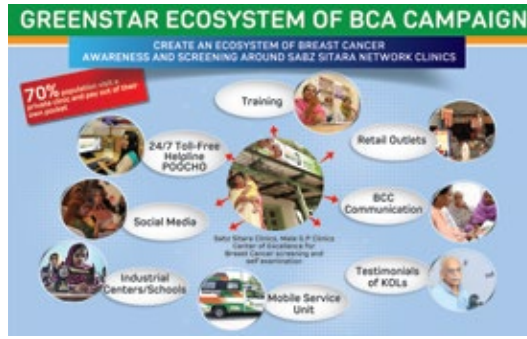 GREENSTAR ECOSYSTEM OF BCA CAMPAIGN
CREATE AN ECOSYSTEM OF BREAST CANCER
AWARENESS AND SCREENING AROUND SABZ SITARA NETWORK CLINICS
70% population visit a
private clinic and pay out of their
own pocket
Training
24/7 Toll-Free
Helpline
POOCHO
Retail Outlets
Social Media
BCC
Communication
Sabz Sitara Clinics, Male G.P Clinics
Center of Excellence for
Breast Cancer screening and
self examination
Industrial
Centers/Schools
Mobile Service
Unit
Testimonials
of KOLs